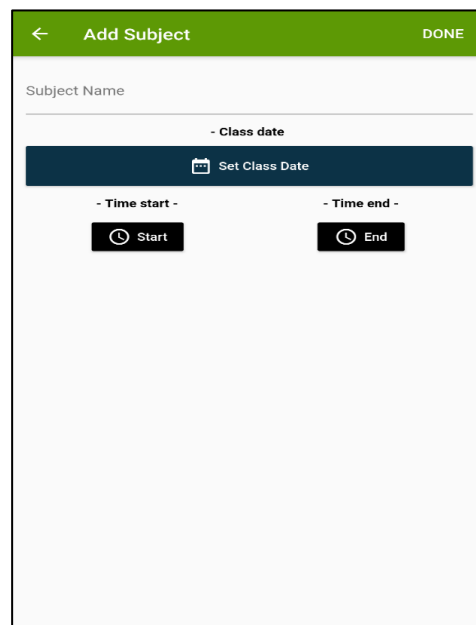 Add Subject DONE
Subject Name
- Class date
Set Class Date
- Time start - - Time end -
Start End